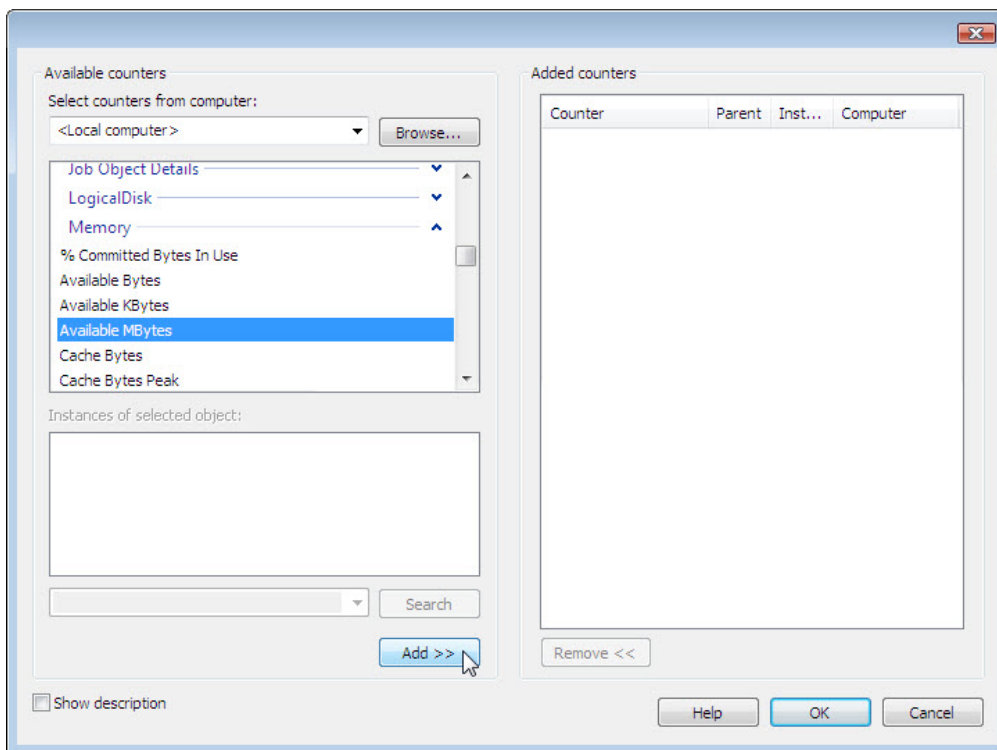 Available counters
Select counters from computer:
<Local computer>
Browse...
Job Object Details
LogicalDisk
Memory
% Committed Bytes In Use
Available Bytes
Available KBytes
Available MBytes
Cache Bytes
Cache Bytes Peak
Instances of selected object:
Search
Add >>
Show description
Added counters
Counter Parent Inst... Computer
Remove <<
Help OK Cancel